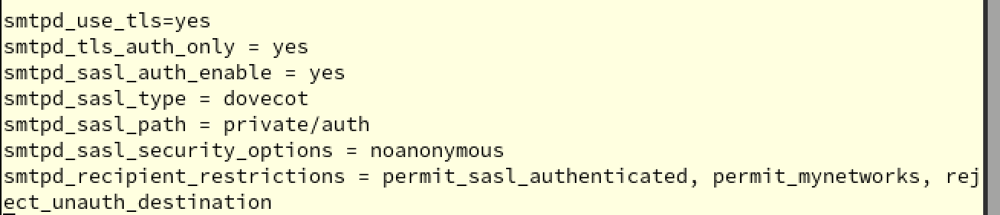 smtpd_use_tls=yes
smtpd_tls_auth_only = yes
smtpd_sasl_auth_enable = yes
smtpd_sasl_type = dovecot
smtpd_sasl_path = private/auth
smtpd_sasl_security_options = noanonymous
smtpd_recipient_restrictions = permit_sasl_authenticated, permit_mynetworks, rej
ect_unauth_destination